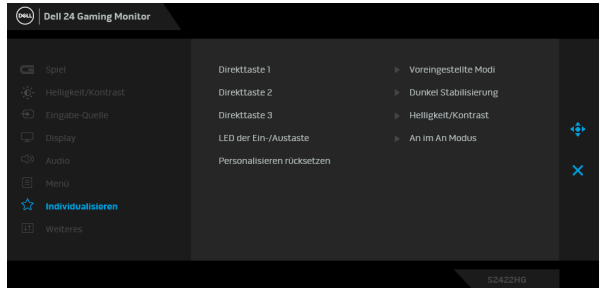 DELL Dell 24 Gaming Monitor
Spiel
Helligkeit/Kontrast
Eingabe-Quelle
Display
Audio
Menü
Individualisieren
Weiteres
Direkttaste 1 Voreingestellte Modi
Direkttaste 2 Dunkel Stabilisierung
Direkttaste 3 Helligkeit/Kontrast
LED der Ein-/Austaste An im An Modus
Personalisieren rücksetzen
S2422HG